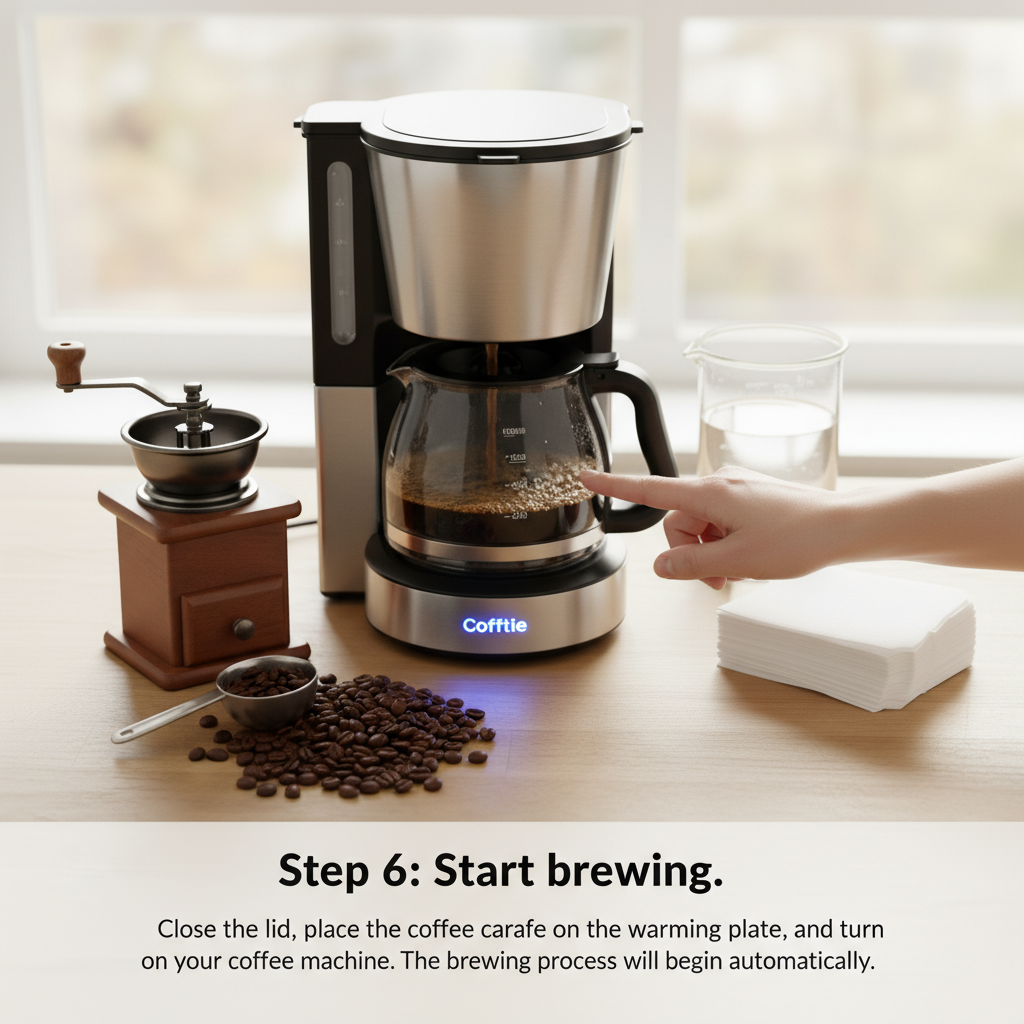 Cofftie
Step 6: Start brewing.
Close the lid, place the coffee carafe on the warming plate, and turn
on your coffee machine. The brewing process will begin automatically.